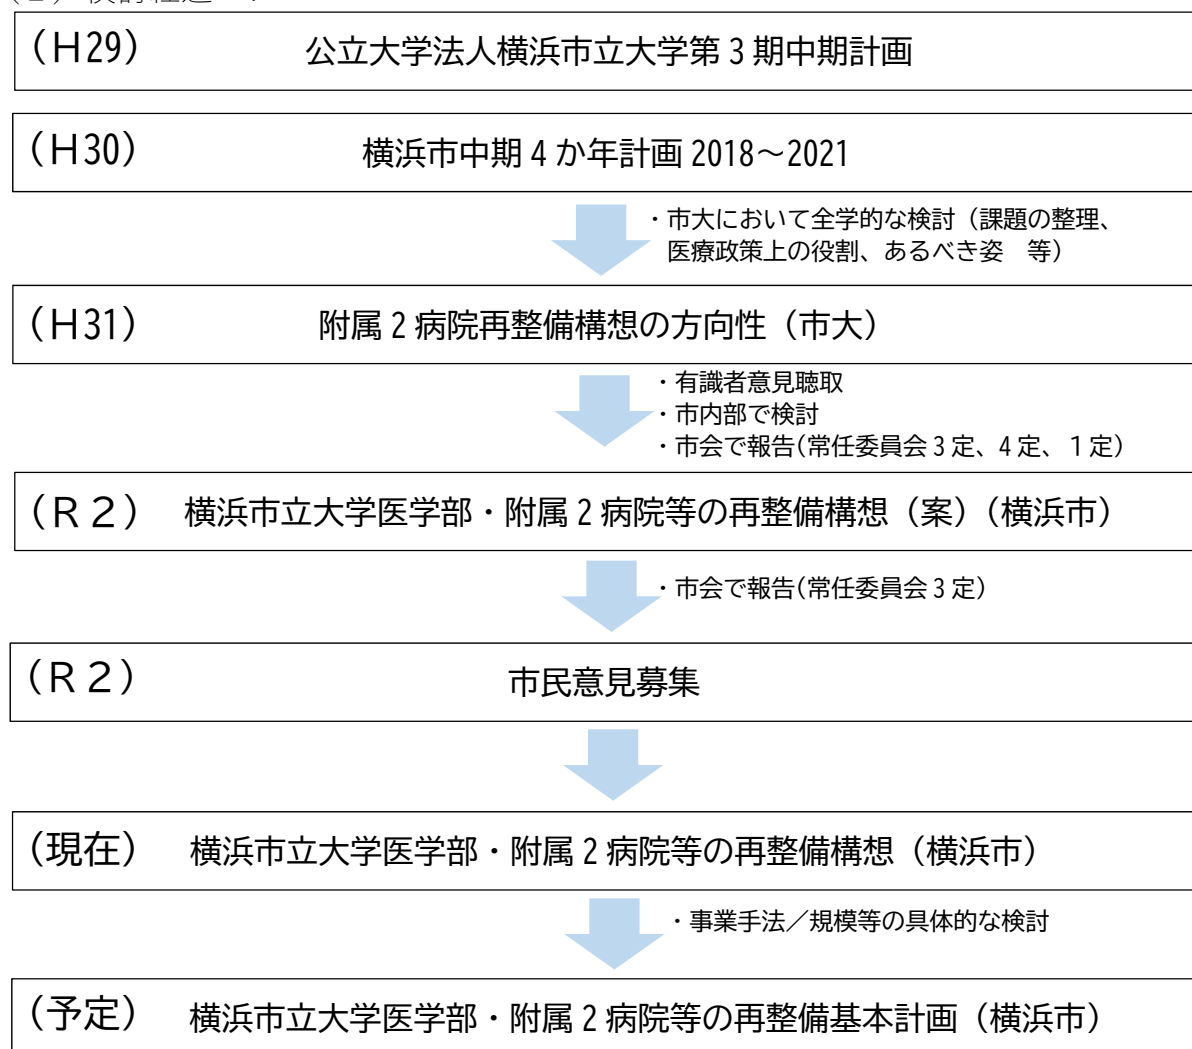 （H29） 公立大学法人横浜市立大学第３期中期計画
（H30） 横浜市中期４か年計画 2018～2021
・市大において全学的な検討（課題の整理、
医療政策上の役割、あるべき姿　等）
（H31） 附属２病院再整備構想の方向性（市大）
・有識者意見聴取
・市内部で検討
・市会で報告(常任委員会３定、４定、１定)
（R２） 横浜市立大学医学部・附属２病院等の再整備構想（案）（横浜市）
・市会で報告(常任委員会３定)
（R２） 市民意見募集
（現在） 横浜市立大学医学部・附属２病院等の再整備構想（横浜市）
・事業手法／規模等の具体的な検討
（予定） 横浜市立大学医学部・附属２病院等の再整備基本計画（横浜市）